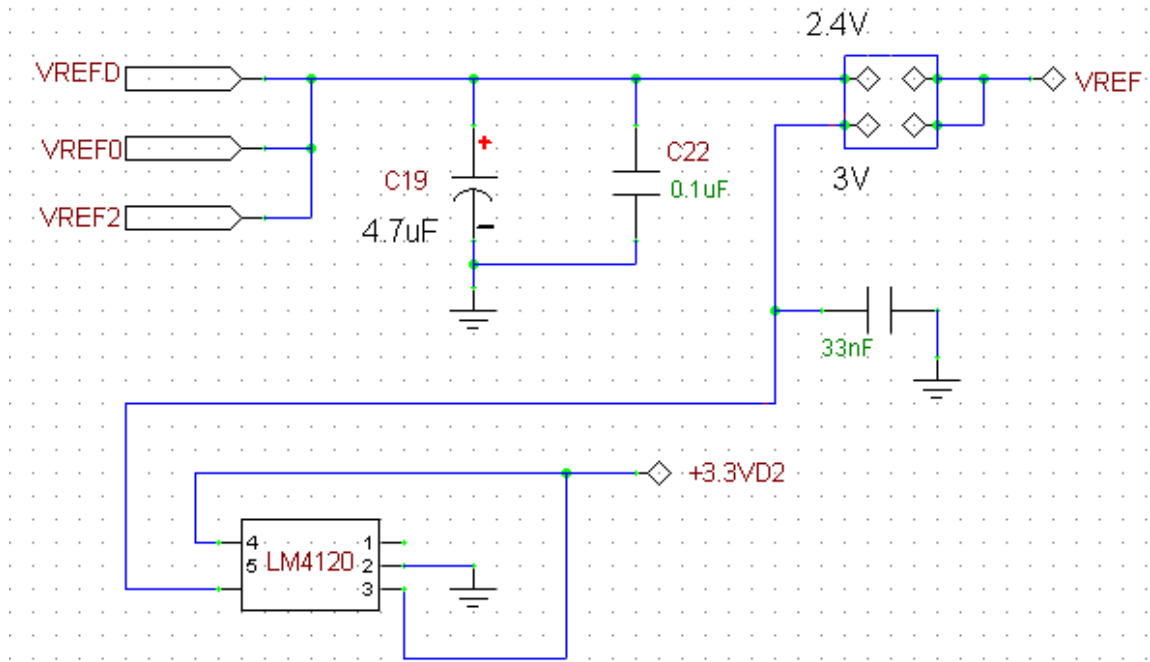 2.4V
VREFD
VREF
VREF0
C19
+
C22
0.1uF
3V
VREF2
4.7uF
-
33nF
+3.3VD2
4
5
LM4120
1
2
3